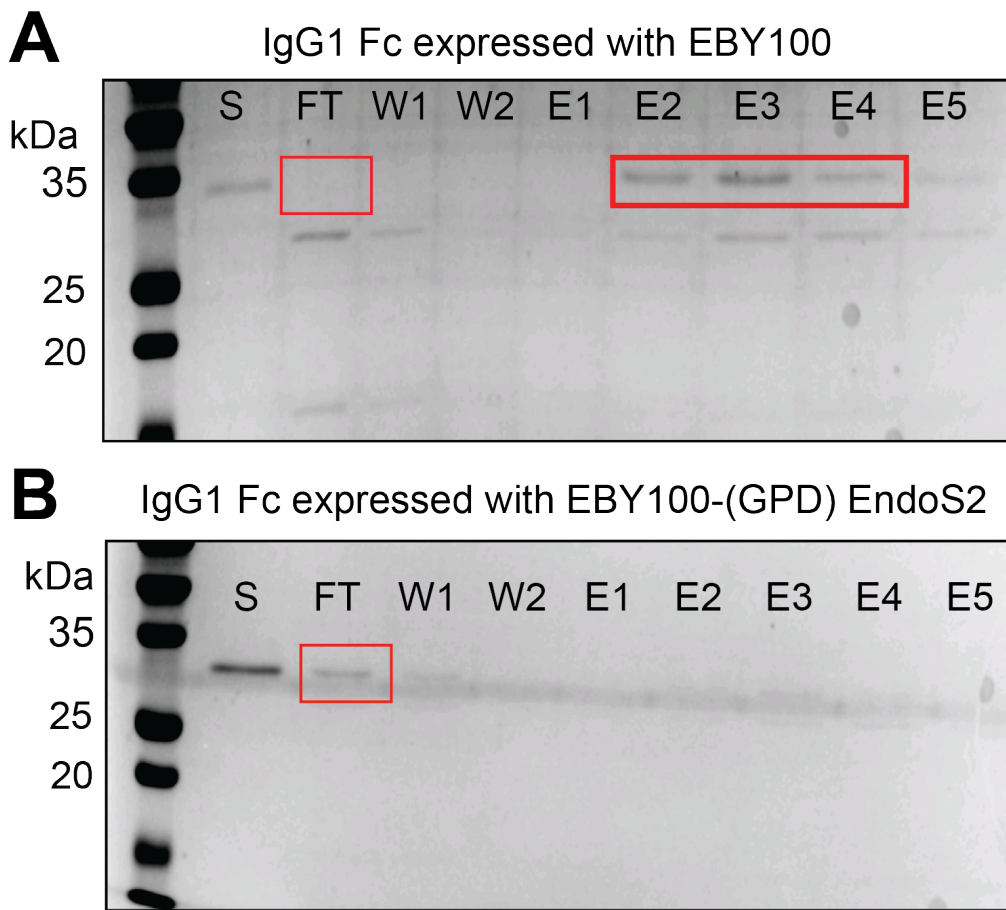 A
IgG1 Fc expressed with EBY100
kDa S FT W1 W2 E1 E2 E3 E4 E5
35
25
20
B
IgG1 Fc expressed with EBY100-(GPD) EndoS2
kDa S FT W1 W2 E1 E2 E3 E4 E5
35
25
20